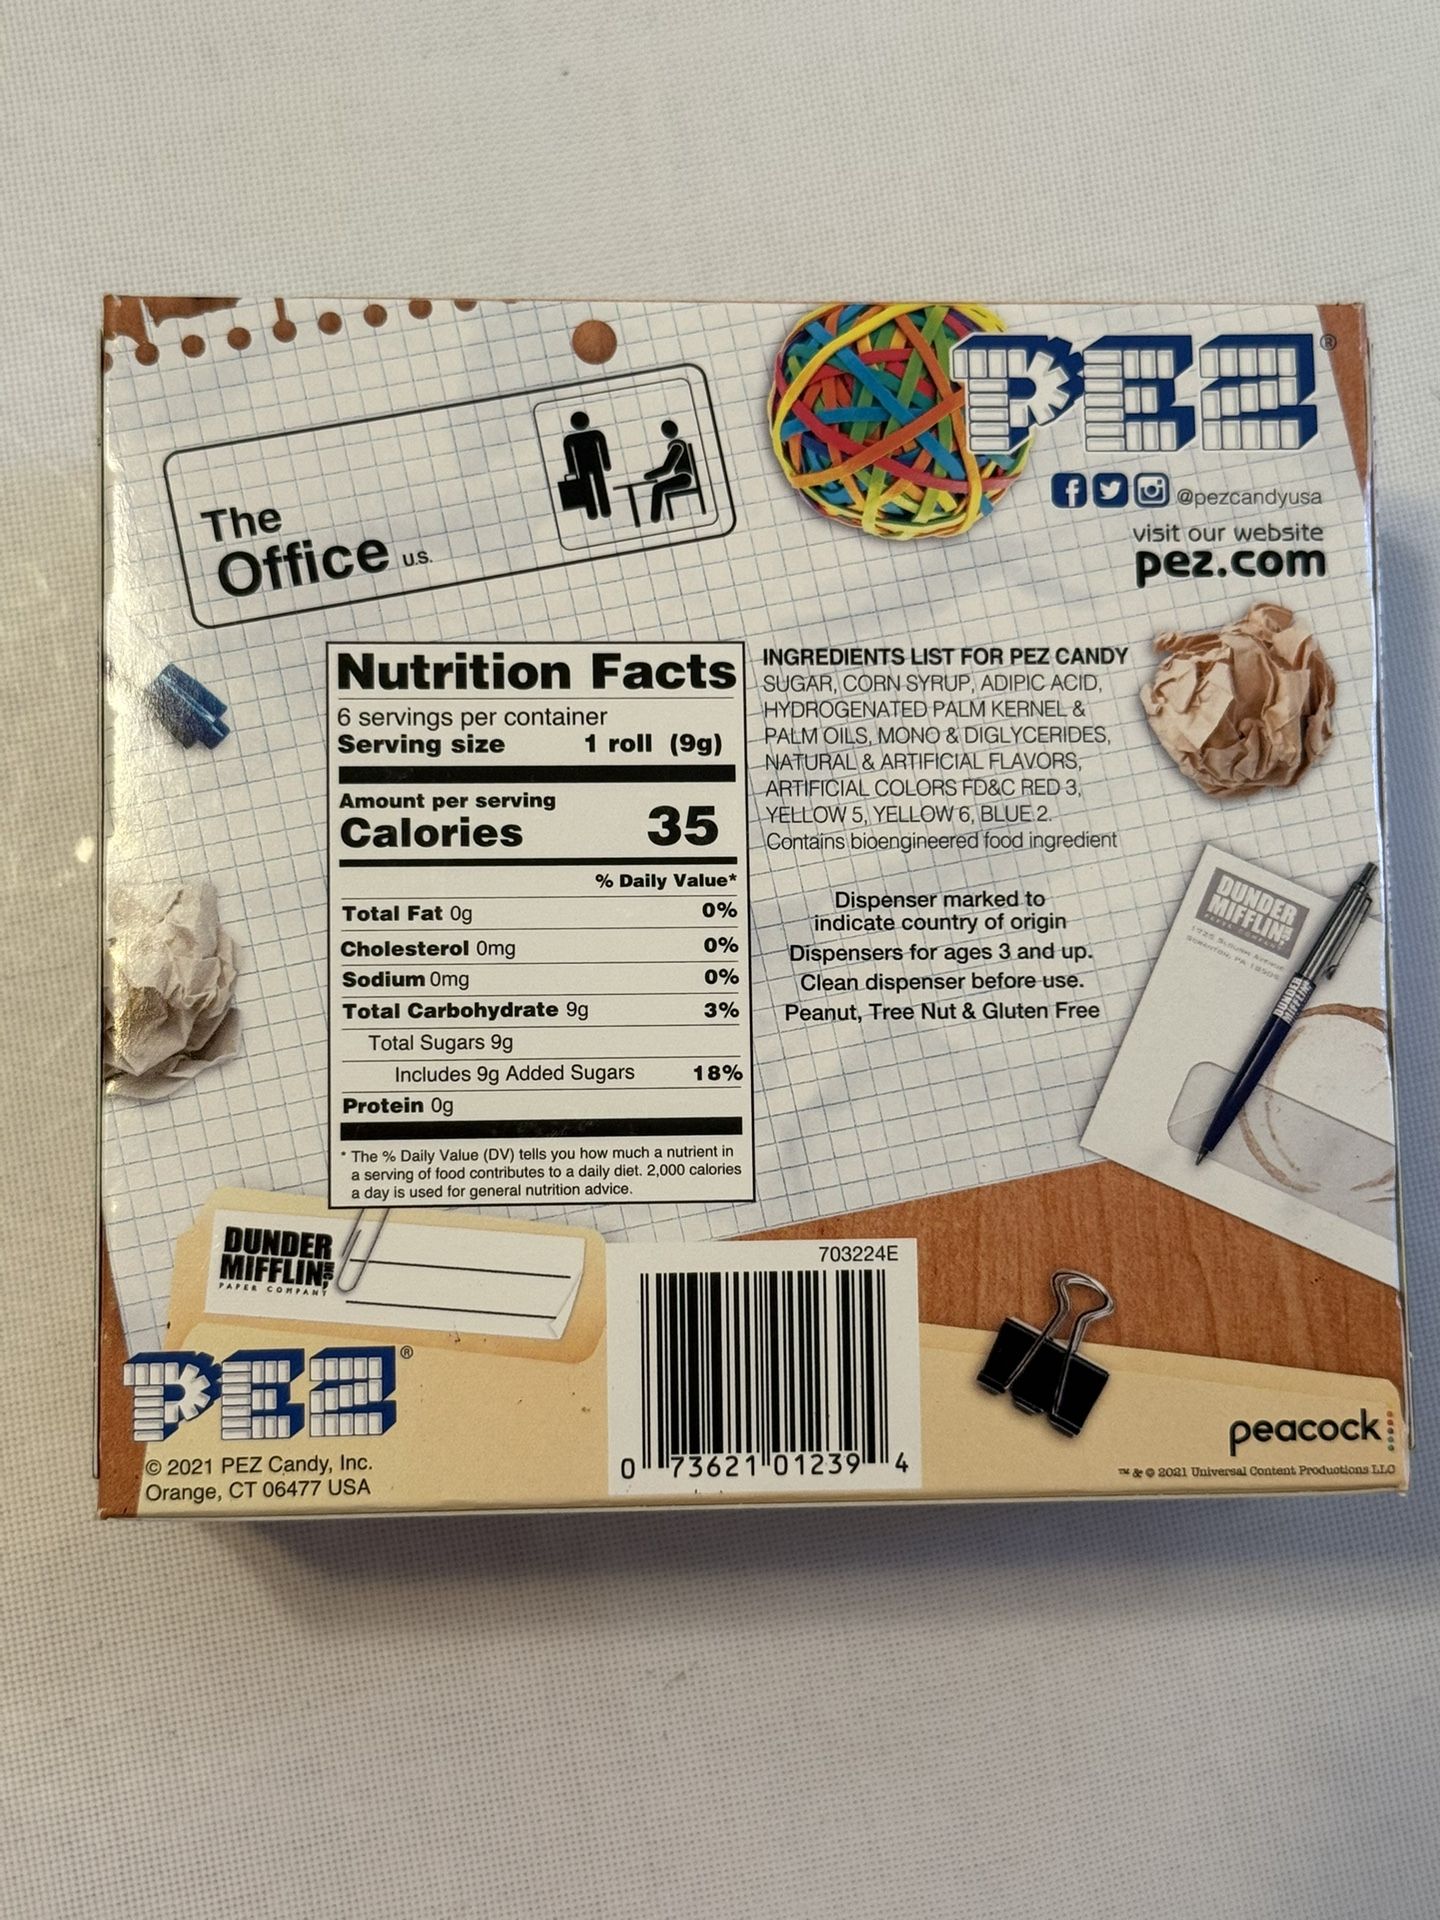 The
Office U.S.
PEZ®
@pezcandyusa
visit our website
pez.com
Nutrition Facts
6 servings per container
Serving size 1 roll (9g)
Amount per serving
Calories 35
% Daily Value*
Total Fat 0g 0%
Cholesterol 0mg 0%
Sodium 0mg 0%
Total Carbohydrate 9g 3%
Total Sugars 9g
Includes 9g Added Sugars 18%
Protein 0g
* The % Daily Value (DV) tells you how much a nutrient in
a serving of food contributes to a daily diet. 2,000 calories
a day is used for general nutrition advice.
INGREDIENTS LIST FOR PEZ CANDY
SUGAR, CORN SYRUP, ADIPIC ACID,
HYDROGENATED PALM KERNEL &
PALM OILS, MONO & DIGLYCERIDES,
NATURAL & ARTIFICIAL FLAVORS,
ARTIFICIAL COLORS FD&C RED 3,
YELLOW 5, YELLOW 6, BLUE 2.
Contains bioengineered food ingredient
Dispenser marked to
indicate country of origin
Dispensers for ages 3 and up.
Clean dispenser before use.
Peanut, Tree Nut & Gluten Free
DUNDER
MIFFLIN
DUNDER
MIFFLIN
DUNDER
MIFFLIN, INC
PAPER COMPANY
PEZ®
© 2021 PEZ Candy, Inc.
Orange, CT 06477 USA
703224E
0 73621 01239 4
peacock
™ & © 2021 Universal Content Productions LLC